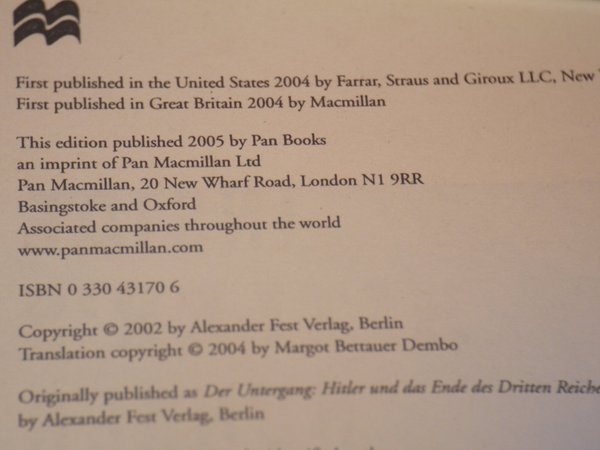 First published in the United States 2004 by Farrar, Straus and Giroux LLC, New
First published in Great Britain 2004 by Macmillan
This edition published 2005 by Pan Books
an imprint of Pan Macmillan Ltd
Pan Macmillan, 20 New Wharf Road, London N1 9RR
Basingstoke and Oxford
Associated companies throughout the world
www.panmacmillan.com
ISBN 0 330 43170 6
Copyright © 2002 by Alexander Fest Verlag, Berlin
Translation copyright © 2004 by Margot Bettauer Dembo
Originally published as Der Untergang: Hitler und das Ende des Dritten Reiche
by Alexander Fest Verlag, Berlin